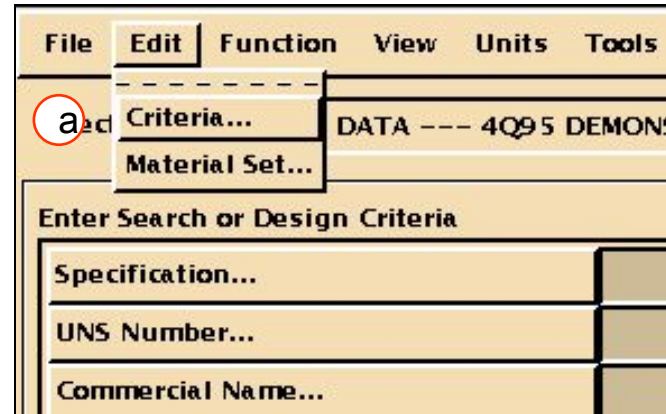 File Edit Function View Units Tools
a
Criteria...
DATA --- 4Q95
Material Set...
Enter Search or Design Criteria
Specification...
UNS Number...
Commercial Name...